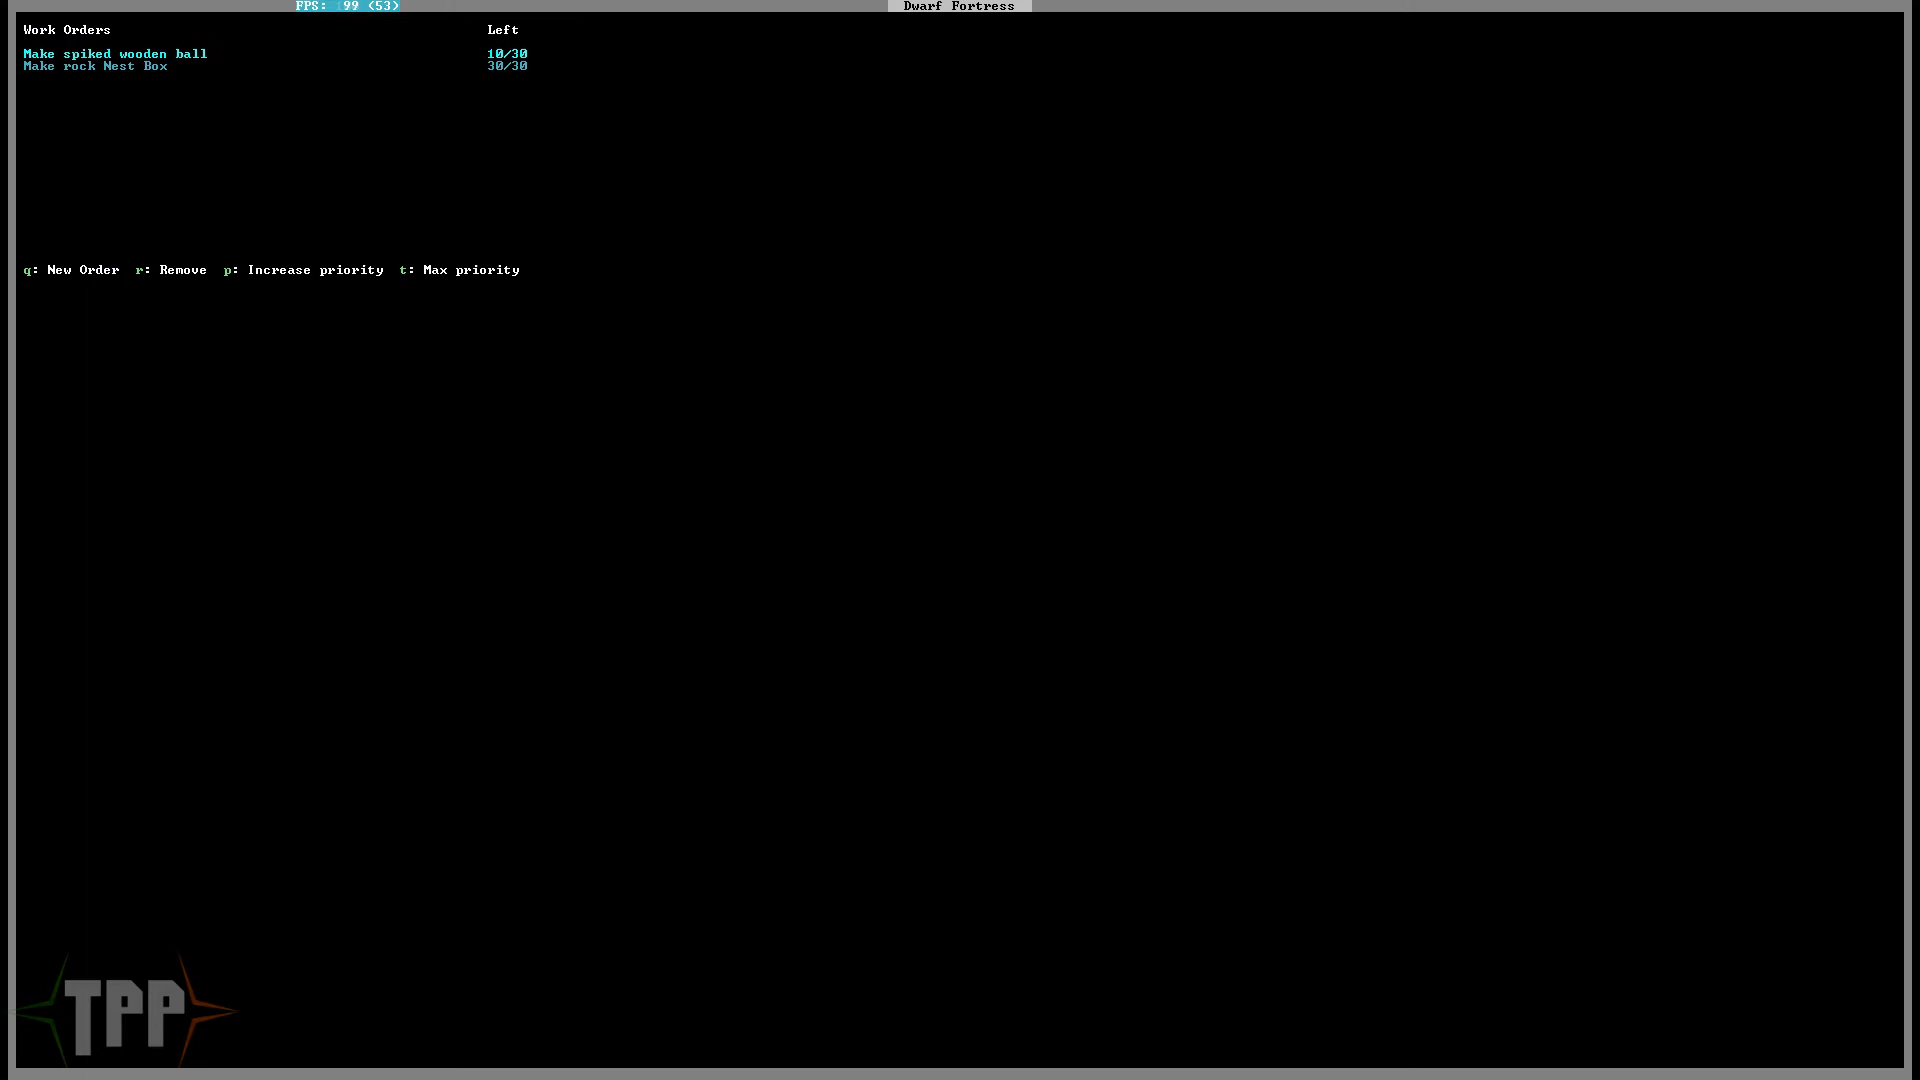 FPS: 99 (53)
Dwarf Fortress
Work Orders Left
Make spiked wooden ball 10/30
Make rock Nest Box 30/30
q: New Order r: Remove p: Increase priority t: Max priority
TPP